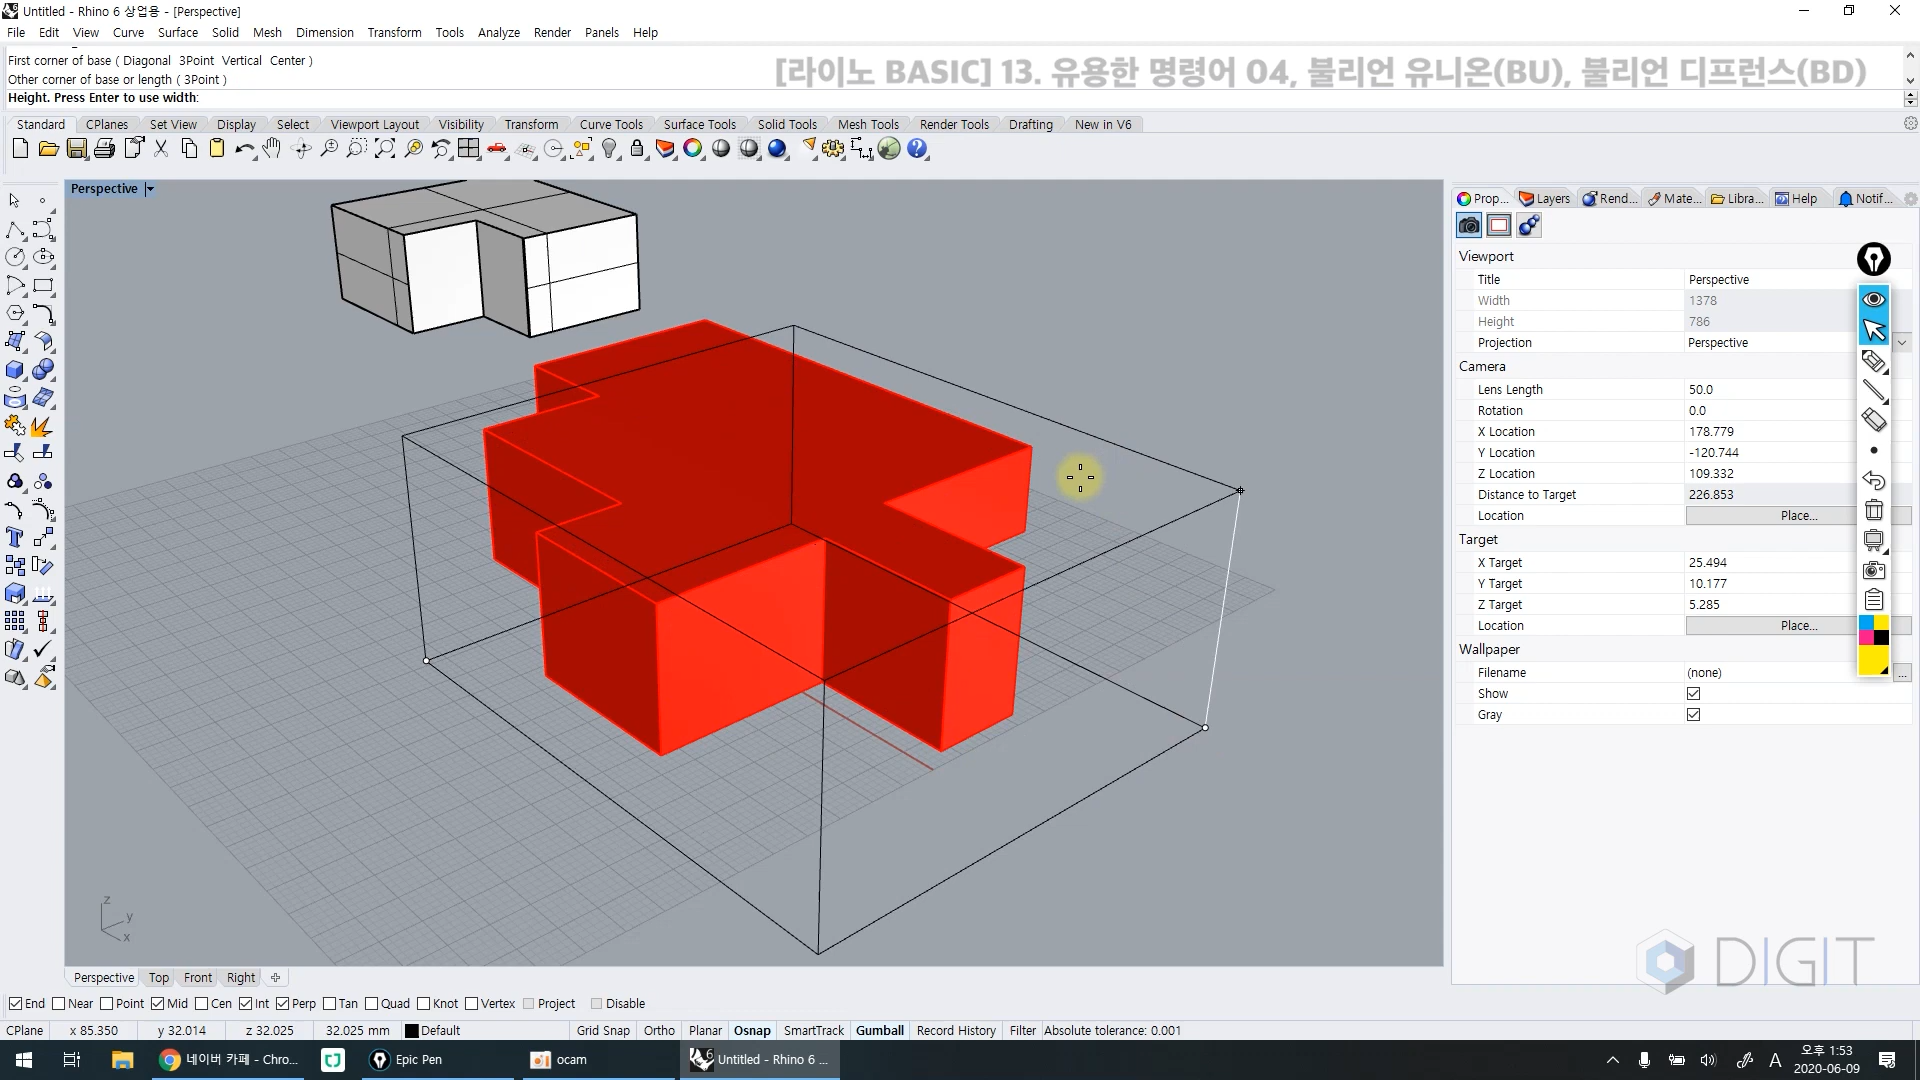 Untitled - Rhino 6 상업용 - [Perspective]
File Edit View Curve Surface Solid Mesh Dimension Transform Tools Analyze Render Panels Help
First corner of base ( Diagonal 3Point Vertical Center )
Other corner of base or length ( 3Point )
Height. Press Enter to use width:
[라이노 BASIC] 13. 유용한 명령어 04, 불리언 유니온(BU), 불리언 디프런스(BD)
Standard CPlanes Set View Display Select Viewport Layout Visibility Transform Curve Tools Surface Tools Solid Tools Mesh Tools Render Tools Drafting New in V6
Perspective
Prop... Layers Rend... Mate... Libra... Help Notif...
Viewport
Title Perspective
Width 1378
Height 786
Projection Perspective
Camera
Lens Length 50.0
Rotation 0.0
X Location 178.779
Y Location -120.744
Z Location 109.332
Distance to Target 226.853
Location Place...
Target
X Target 25.494
Y Target 10.177
Z Target 5.285
Location Place...
Wallpaper
Filename (none) ...
Show
Gray
z
y
x
DIGIT
Perspective Top Front Right
End Near Point Mid Cen Int Perp Tan Quad Knot Vertex Project Disable
CPlane x 85.350 y 32.014 z 32.025 32.025 mm Default Grid Snap Ortho Planar Osnap SmartTrack Gumball Record History Filter Absolute tolerance: 0.001
네이버 카페 - Chro... Epic Pen ocam Untitled - Rhino 6 ... A 오후 1:53
2020-06-09